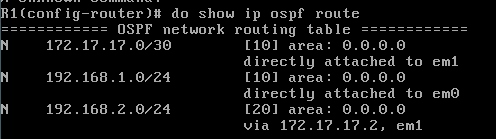 R1(config-router)# do show ip ospf route
============ OSPF network routing table ============
N    172.17.17.0/30        [10] area: 0.0.0.0
                           directly attached to em1
N    192.168.1.0/24        [10] area: 0.0.0.0
                           directly attached to em0
N    192.168.2.0/24        [20] area: 0.0.0.0
                           via 172.17.17.2, em1